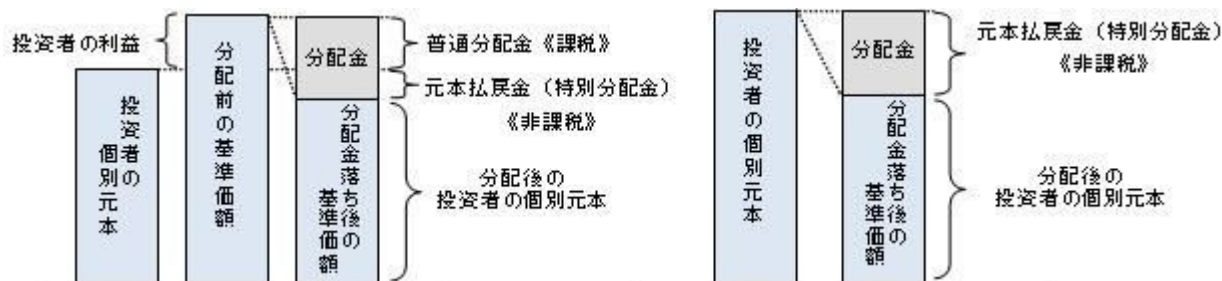 投資者の利益
投資者の
個別元本
分配前の基準価額
分配金
分配金落ち後の
基準価額
普通分配金《課税》
元本払戻金（特別分配金）
《非課税》
分配後の
投資者の個別元本
投資者の個別元本
分配金
分配金落ち後の
基準価額
元本払戻金（特別分配金）
《非課税》
分配後の
投資者の個別元本